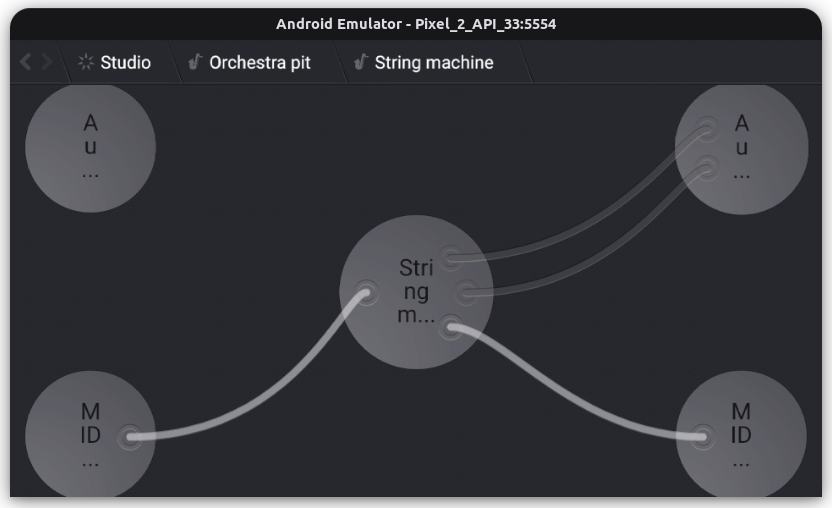 Android Emulator - Pixel_2_API_33:5554
Studio
Orchestra pit
String machine
A
u
...
A
u
...
Stri
ng
m...
M
ID
...
M
ID
...